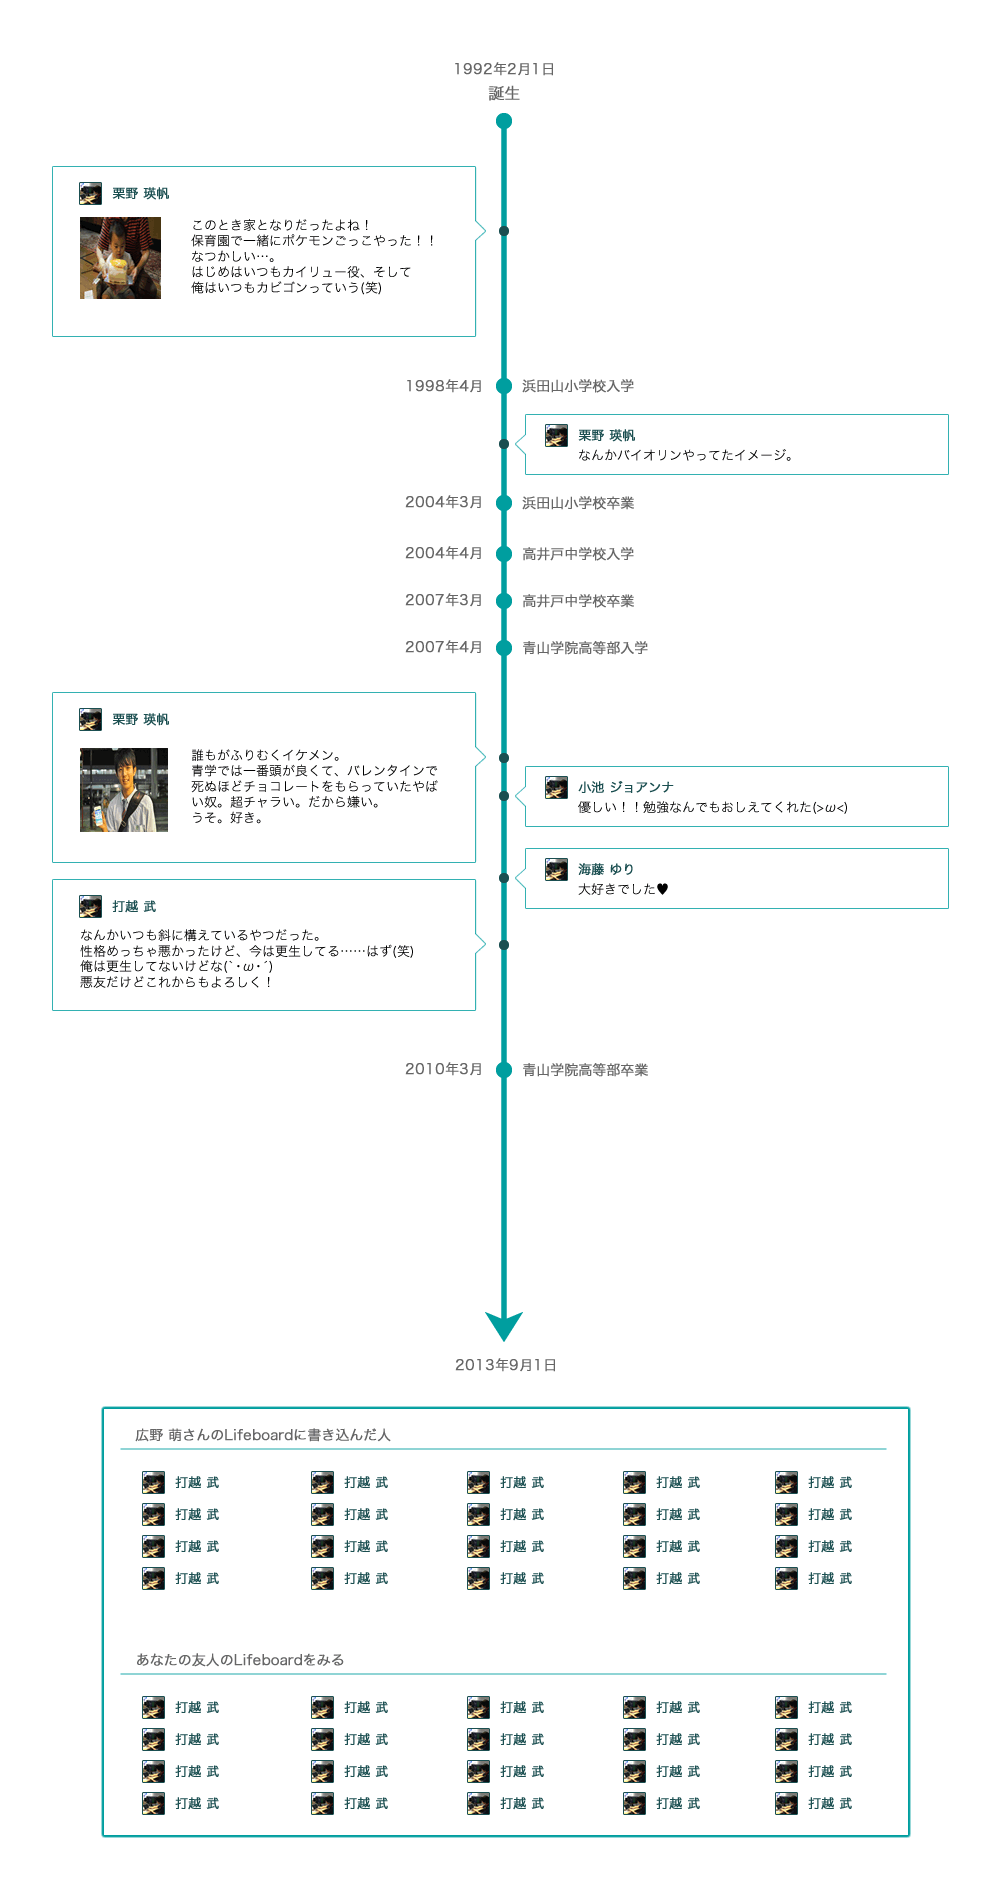 1992年2月1日
誕生
栗野 瑛帆
このとき家となりだったよね！
保育園で一緒にポケモンごっこやった！！
なつかしい…。
はじめはいつもカイリュー役、そして
俺はいつもカビゴンっていう(笑)
1998年4月 浜田山小学校入学
栗野 瑛帆
なんかバイオリンやってたイメージ。
2004年3月 浜田山小学校卒業
2004年4月 高井戸中学校入学
2007年3月 高井戸中学校卒業
2007年4月 青山学院高等部入学
栗野 瑛帆
誰もがふりむくイケメン。
青学では一番頭が良くて、バレンタインで
死ぬほどチョコレートをもらっていたやば
い奴。超チャラい。だから嫌い。
うそ。好き。
小池 ジョアンナ
優しい！！勉強なんでもおしえてくれた(>ω<)
海藤 ゆり
大好きでした♥
打越 武
なんかいつも斜に構えているやつだった。
性格めっちゃ悪かったけど、今は更生してる……はず(笑)
俺は更生してないけどな(`･ω･´)
悪友だけどこれからもよろしく！
2010年3月 青山学院高等部卒業
2013年9月1日
広野 萌さんのLifeboardに書き込んだ人
打越 武 打越 武 打越 武 打越 武 打越 武
打越 武 打越 武 打越 武 打越 武 打越 武
打越 武 打越 武 打越 武 打越 武 打越 武
打越 武 打越 武 打越 武 打越 武 打越 武
あなたの友人のLifeboardをみる
打越 武 打越 武 打越 武 打越 武 打越 武
打越 武 打越 武 打越 武 打越 武 打越 武
打越 武 打越 武 打越 武 打越 武 打越 武
打越 武 打越 武 打越 武 打越 武 打越 武